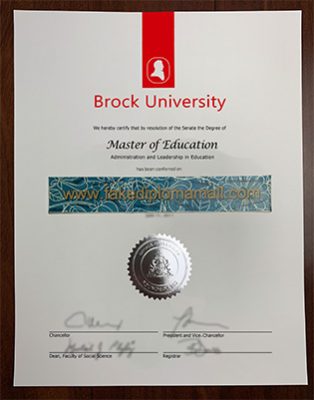 Brock University
We hereby certify that by resolution of the Senate the Degree of
Master of Education
Administration and Leadership in Education
has been conferred on
www.fakediplomamall.com
Chancellor
President and Vice-Chancellor
Dean, Faculty of Social Science
Registrar